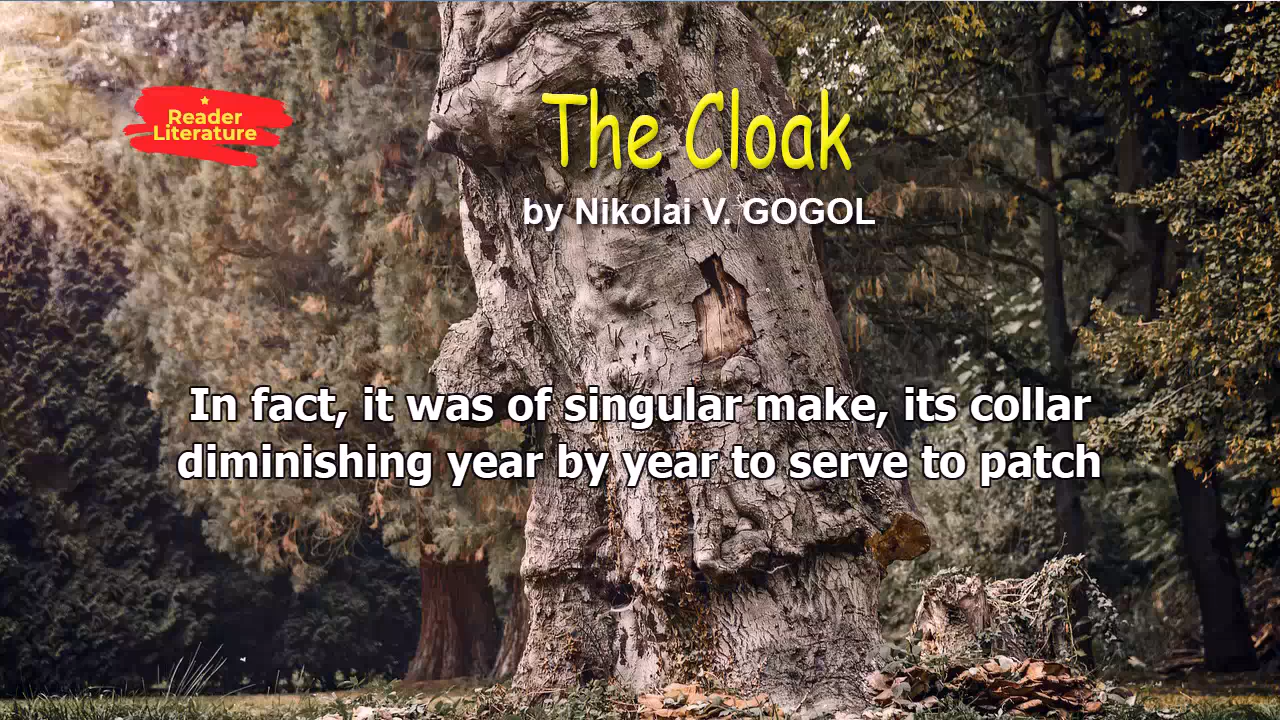 Reader
Literature
The Cloak
by Nikolai V. GOGOL
In fact, it was of singular make, its collar
diminishing year by year to serve to patch